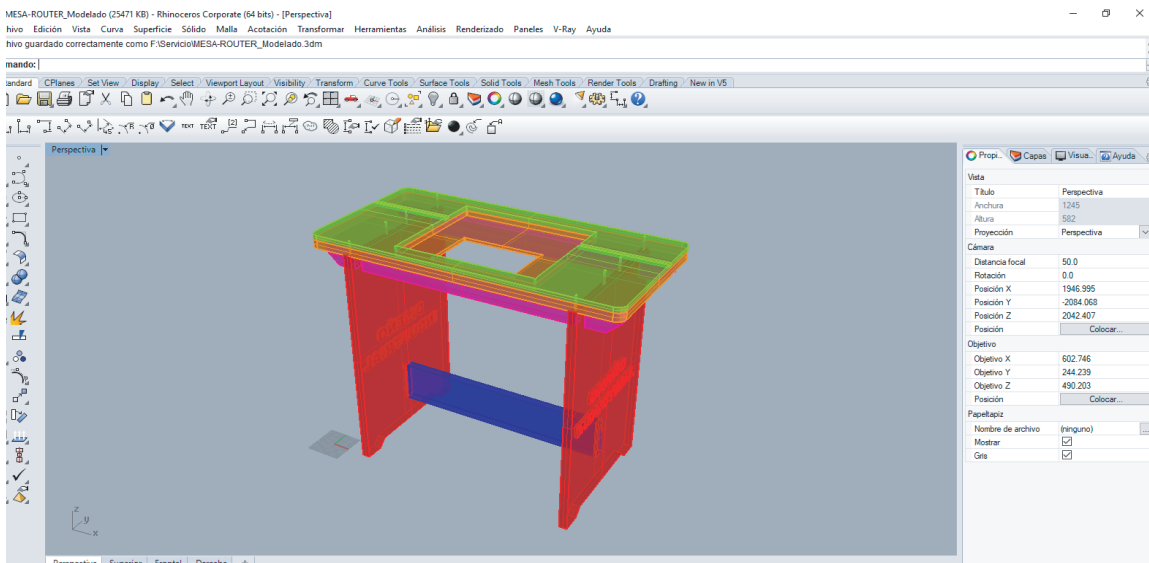 MESA-ROUTER_Modelado (25471 KB) - Rhinoceros Corporate (64 bits) - [Perspectiva]
hivo Edición Vista Curva Superficie Sólido Malla Acotación Transformar Herramientas Análisis Renderizado Paneles V-Ray Ayuda
hivo guardado correctamente como F:\Servicio\MESA-ROUTER_Modelado.3dm
mando:
tandard CPlanes Set View Display Select Viewport Layout Visibility Transform Curve Tools Surface Tools Solid Tools Mesh Tools Render Tools Drafting New in V5
Perspectiva
Propi... Capas Visua... Ayuda
Vista
Título Perspectiva
Anchura 1245
Altura 582
Proyección Perspectiva
Cámara
Distancia focal 50.0
Rotación 0.0
Posición X 1946.995
Posición Y -2084.068
Posición Z 2042.407
Posición Colocar...
Objetivo
Objetivo X 602.746
Objetivo Y 244.239
Objetivo Z 490.203
Posición Colocar...
Papeltapiz
Nombre de archivo (ninguno) ...
Mostrar
Gris
z
y
x
Perspectiva Superior Frontal Derecha